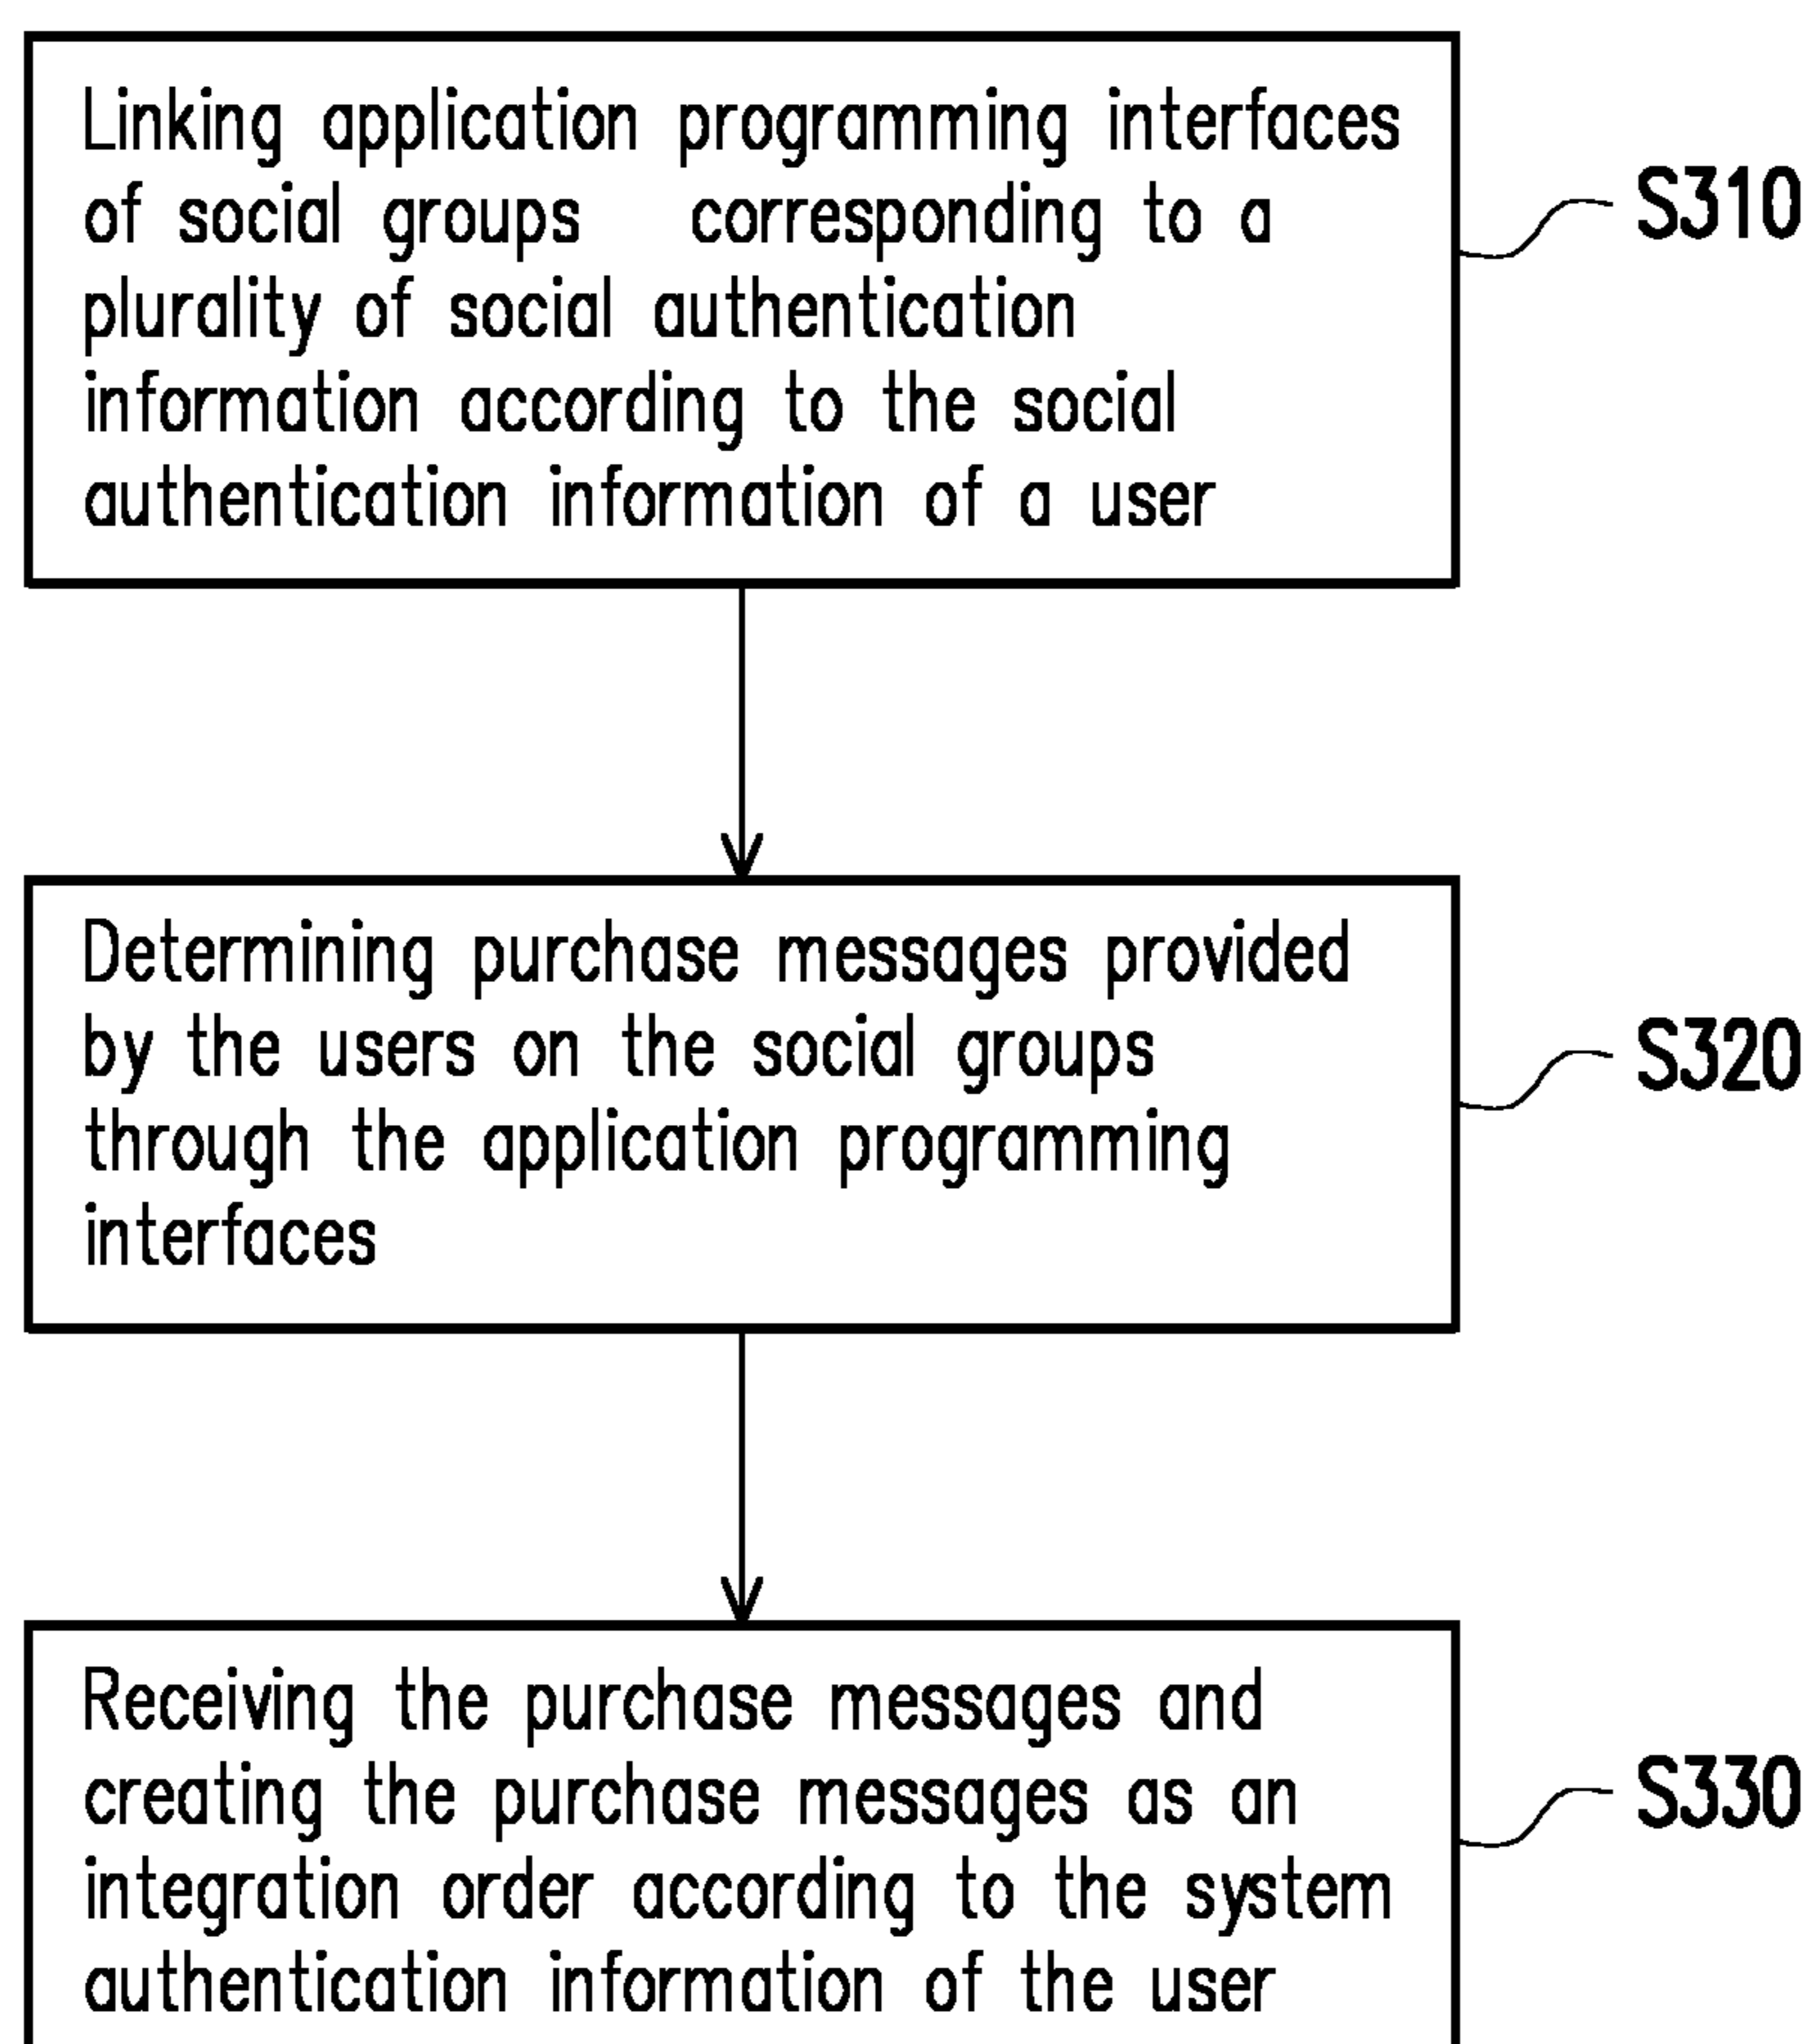 Linking application programming interfaces
of social groups corresponding to a
plurality of social authentication
information according to the social
authentication information of a user
S310
Determining purchase messages provided
by the users on the social groups
through the application programming
interfaces
S320
Receiving the purchase messages and
creating the purchase messages as an
integration order according to the system
authentication information of the user
S330